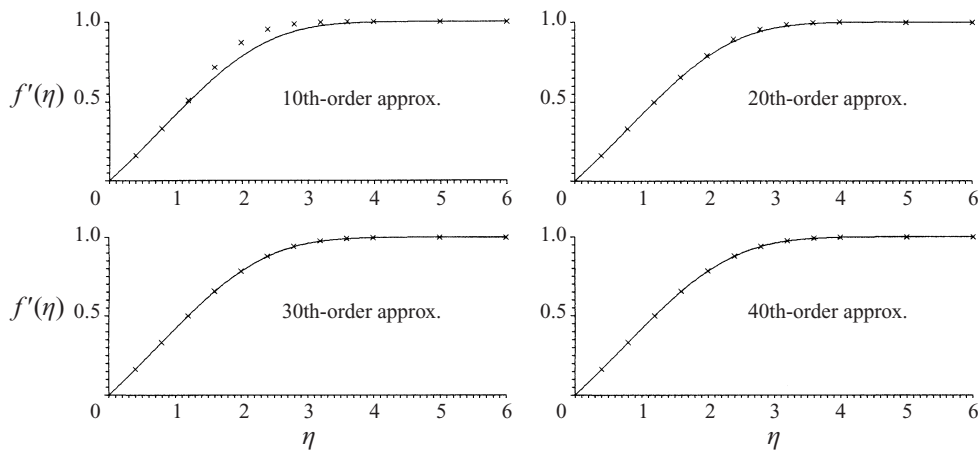 1.0
f′(η) 0.5
10th-order approx.
0 1 2 3 4 5 6
1.0
0.5
20th-order approx.
0 1 2 3 4 5 6
1.0
f′(η) 0.5
30th-order approx.
0 1 2 3 4 5 6
η
1.0
0.5
40th-order approx.
0 1 2 3 4 5 6
η